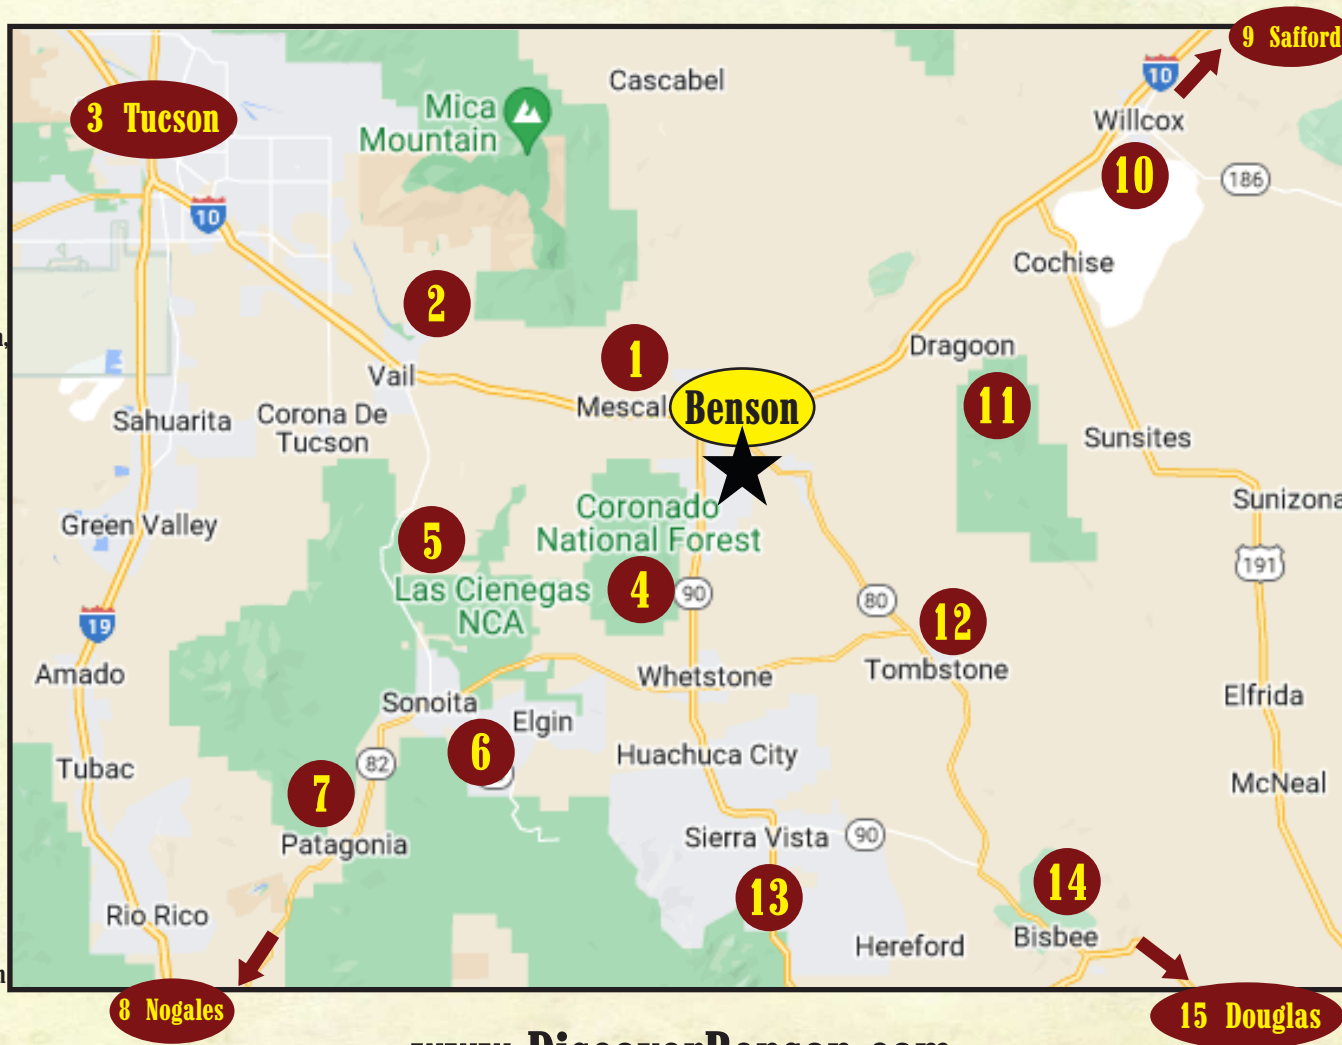 9 Safford
Cascabel
10
3 Tucson
Mica
Mountain
Willcox
10
186
10
Cochise
2
1
Dragoon
Vail
Mescal
Benson
11
Sahuarita
Corona De
Tucson
Sunsites
Sunizona
Coronado
National Forest
Green Valley
5
191
Las Cienegas
NCA
4
90
80
12
19
Amado
Whetstone
Tombstone
Sonoita
Elgin
Elfrida
6
Huachuca City
82
Tubac
7
McNeal
Patagonia
Sierra Vista
90
13
14
Rio Rico
Hereford
Bisbee
8 Nogales
15 Douglas
www.DiscoverBenson.com